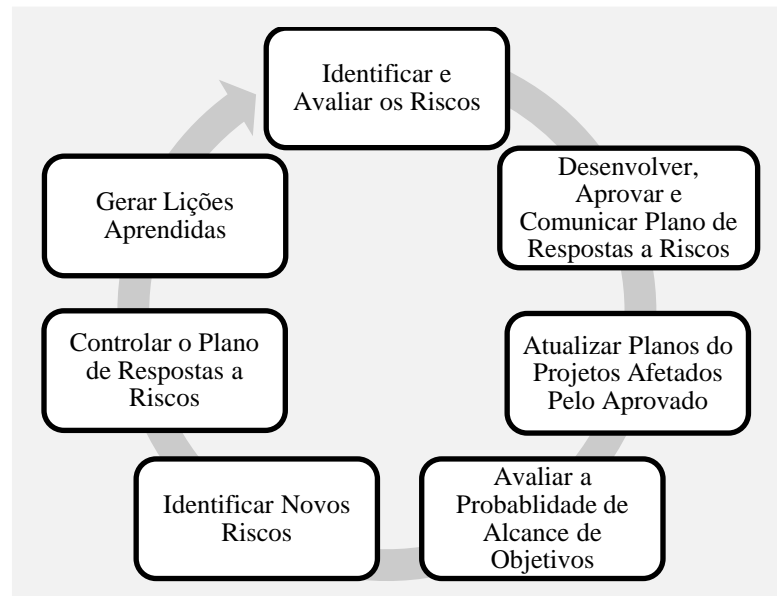 Identificar e
Avaliar os Riscos
Desenvolver,
Aprovar e
Comunicar Plano de
Respostas a Riscos
Atualizar Planos do
Projetos Afetados
Pelo Aprovado
Avaliar a
Probablidade de
Alcance de
Objetivos
Identificar Novos
Riscos
Controlar o Plano
de Respostas a
Riscos
Gerar Lições
Aprendidas